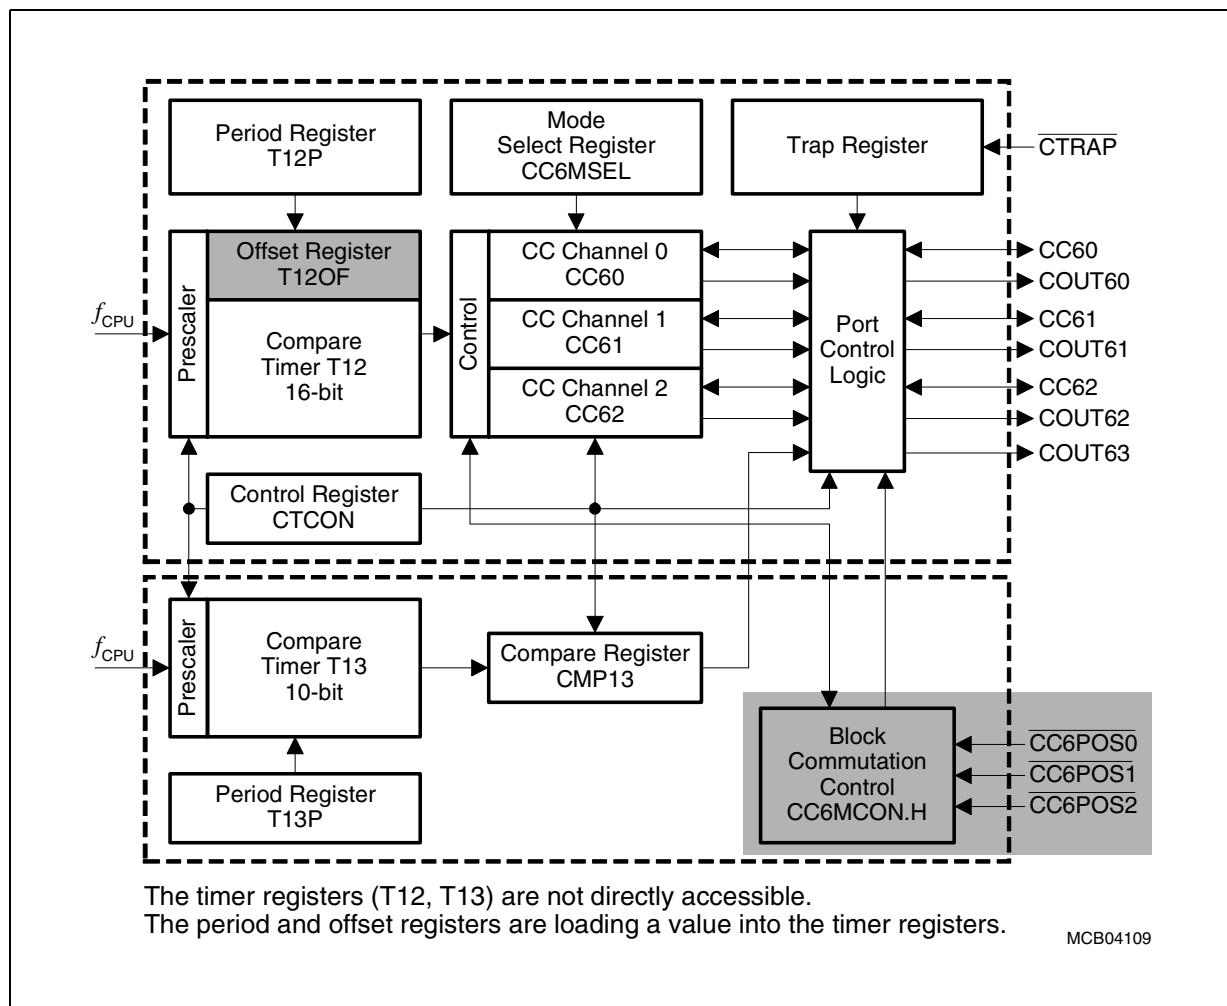 Period Register
T12P
Mode
Select Register
CC6MSEL
Trap Register
CTRAP
Prescaler
Offset Register
T12OF
Compare
Timer T12
16-bit
fCPU
Control
CC Channel 0
CC60
CC Channel 1
CC61
CC Channel 2
CC62
Port
Control
Logic
CC60
COUT60
CC61
COUT61
CC62
COUT62
COUT63
Control Register
CTCON
fCPU
Prescaler
Compare
Timer T13
10-bit
Compare Register
CMP13
Period Register
T13P
Block
Commutation
Control
CC6MCON.H
CC6POS0
CC6POS1
CC6POS2
The timer registers (T12, T13) are not directly accessible.
The period and offset registers are loading a value into the timer registers.
MCB04109